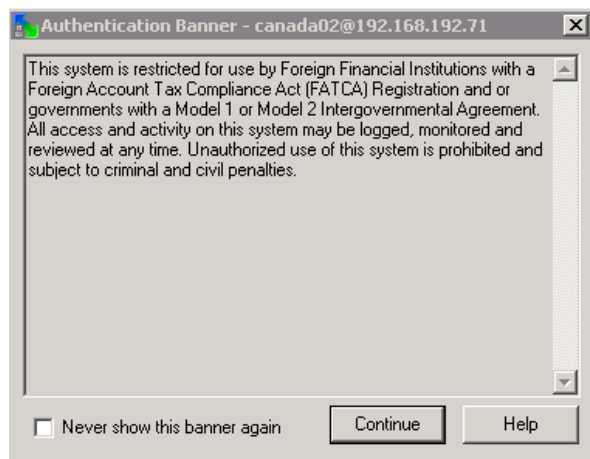 Authentication Banner - canada02@192.168.192.71
This system is restricted for use by Foreign Financial Institutions with a
Foreign Account Tax Compliance Act (FATCA) Registration and or
governments with a Model 1 or Model 2 Intergovernmental Agreement.
All access and activity on this system may be logged, monitored and
reviewed at any time. Unauthorized use of this system is prohibited and
subject to criminal and civil penalties.
Never show this banner again
Continue
Help